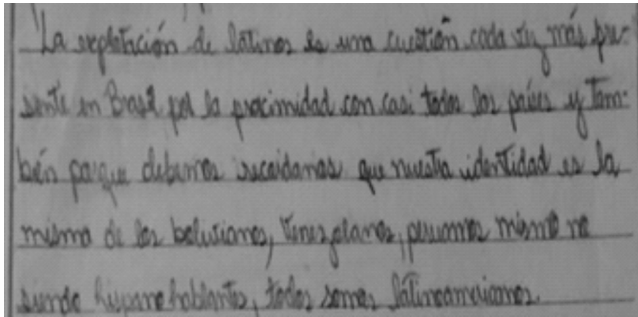 La explotación de latinos es una cuestión cada vez más pre-
sente en Brasil por la proximidad con casi todos los países y tam-
bén porque debemos recordarnos que nuestra identidad es la
misma de los bolivianos, venezolanos, peruanos mismo no
siendo hispanohablantes, todos somos latinoamericanos.